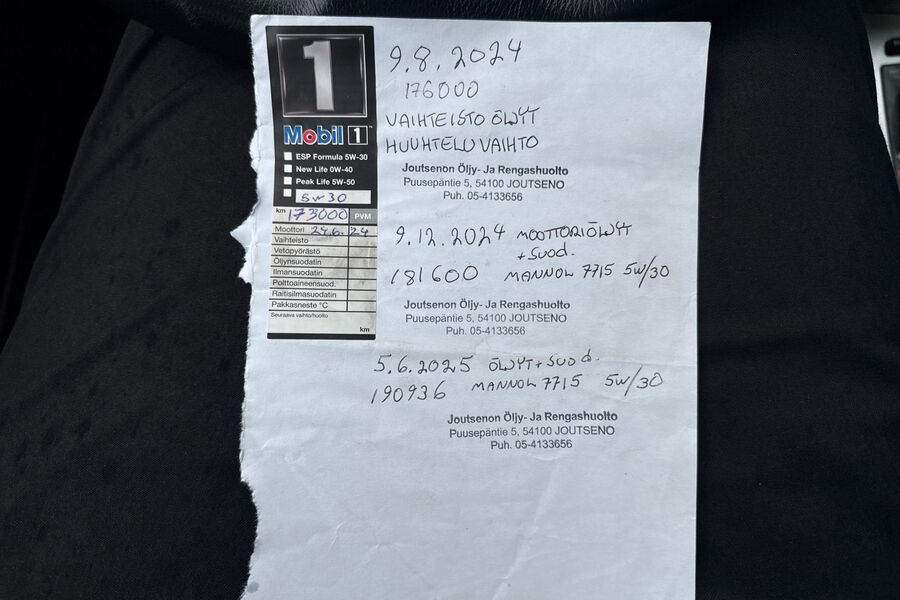 1
Mobil 1
ESP Formula 5W-30
New Life 0W-40
Peak Life 5W-50
5W30
km 173000 PVM
Moottori 24.6. 24
Vaihteisto
Vetopyörästö
Öljynsuodatin
Ilmansuodatin
Polttoaineensuod.
Raitisilmasuodatin
Pakkasneste °C
Seuraava vaihto/huolto
km
9.8.2024
176000
VAIHTEISTO ÖLJYT
HUUHTELUVAIHTO
Joutsenon Öljy- Ja Rengashuolto
Puusepäntie 5, 54100 JOUTSENO
Puh. 05-4133656
9.12.2024 MOOTTORIÖLJYT
+ SUOD.
181600 MANNOL 7715 5W/30
Joutsenon Öljy- Ja Rengashuolto
Puusepäntie 5, 54100 JOUTSENO
Puh. 05-4133656
5.6.2025 ÖLJYT + SUOD.
190936 MANNOL 7715 5W/30
Joutsenon Öljy- Ja Rengashuolto
Puusepäntie 5, 54100 JOUTSENO
Puh. 05-4133656